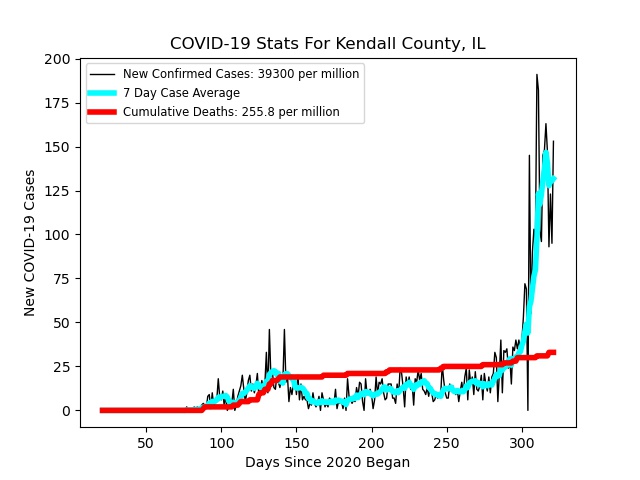 COVID-19 Stats For Kendall County, IL
New Confirmed Cases: 39300 per million
7 Day Case Average
Cumulative Deaths: 255.8 per million
New COVID-19 Cases
200
175
150
125
100
75
50
25
0
50 100 150 200 250 300
Days Since 2020 Began